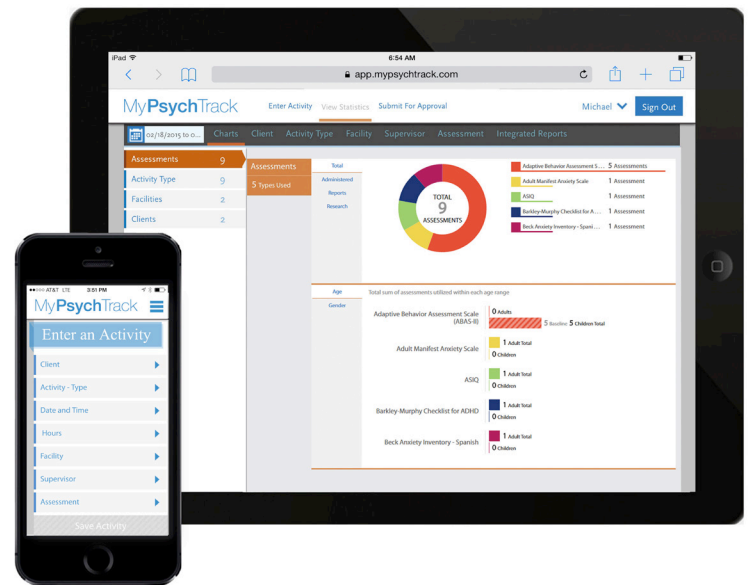 iPad
6:54 AM
app.mypsychtrack.com
MyPsychTrack
Enter Activity View Statistics Submit For Approval
Michael
Sign Out
02/18/2015 to 0...
Charts Client Activity Type Facility Supervisor Assessment Integrated Reports
Assessments 9
Activity Type 9
Facilities 2
Clients 2
Assessments
5 Types Used
Total
Administered
Reports
Research
TOTAL
9
ASSESSMENTS
Adaptive Behavior Assessment S... 5 Assessments
Adult Manifest Anxiety Scale 1 Assessment
ASIQ 1 Assessment
Barkley-Murphy Checklist for A... 1 Assessment
Beck Anxiety Inventory - Spani... 1 Assessment
Age
Gender
Total sum of assessments utilized within each age range
Adaptive Behavior Assessment Scale
(ABAS-II)
0 Adults
5 Baseline 5 Children Total
Adult Manifest Anxiety Scale
1 Adult Total
0 Children
ASIQ
1 Adult Total
0 Children
Barkley-Murphy Checklist for ADHD
1 Adult Total
0 Children
Beck Anxiety Inventory - Spanish
1 Adult Total
0 Children
AT&T LTE 3:51 PM
MyPsychTrack
Enter an Activity
Client
Activity - Type
Date and Time
Hours
Facility
Supervisor
Assessment
Save Activity